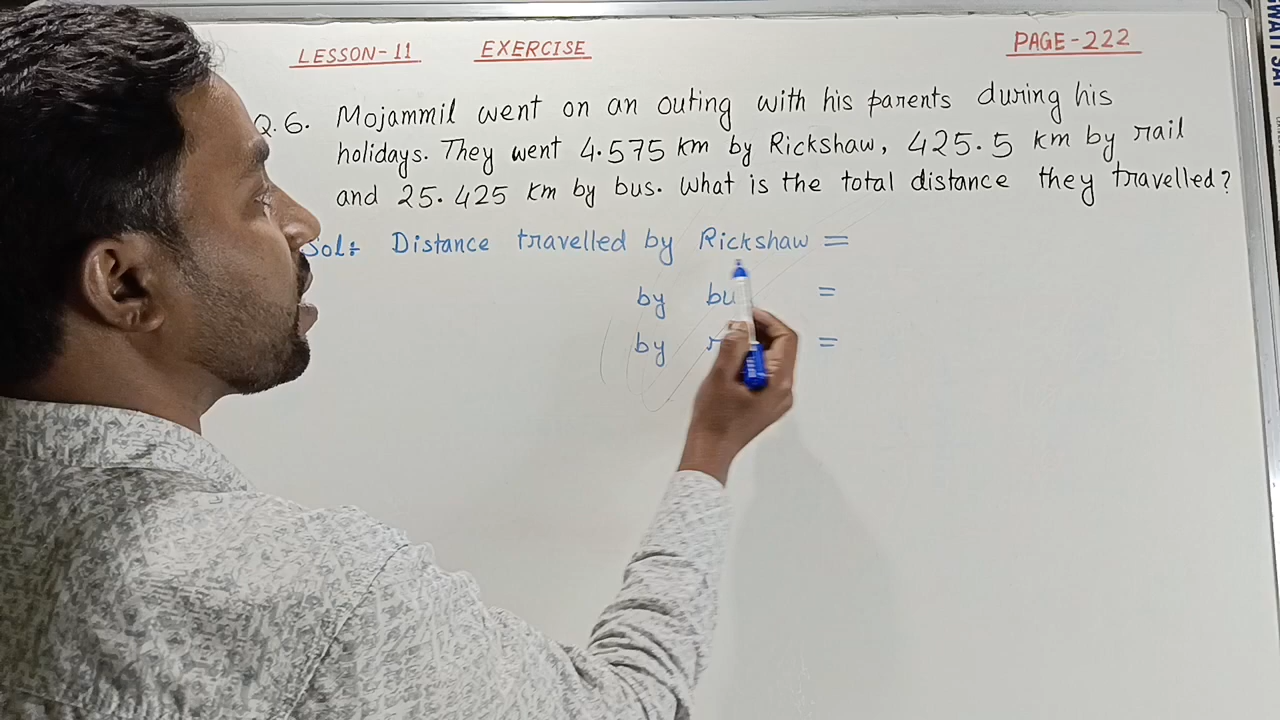 LESSON-11 EXERCISE PAGE-222
Q.6. Mojammil went on an outing with his parents during his
holidays. They went 4.575 km by Rickshaw, 425.5 km by rail
and 25.425 km by bus. What is the total distance they travelled?
Sol: Distance travelled by Rickshaw =
by =
by =